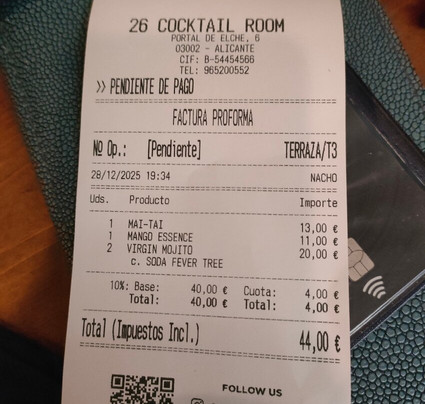 26 COCKTAIL ROOM
PORTAL DE ELCHE, 6
03002 - ALICANTE
CIF: B-54454566
TEL: 965200552
>> PENDIENTE DE PAGO
FACTURA PROFORMA
Nº Op.: [Pendiente] TERRAZA/T3
28/12/2025 19:34 NACHO
Uds. Producto Importe
1 MAI-TAI 13,00 €
1 MANGO ESSENCE 11,00 €
2 VIRGIN MOJITO 20,00 €
c. SODA FEVER TREE
10%: Base: 40,00 € Cuota: 4,00 €
Total: 40,00 € Total: 4,00 €
Total (Impuestos Incl.) 44,00 €
FOLLOW US